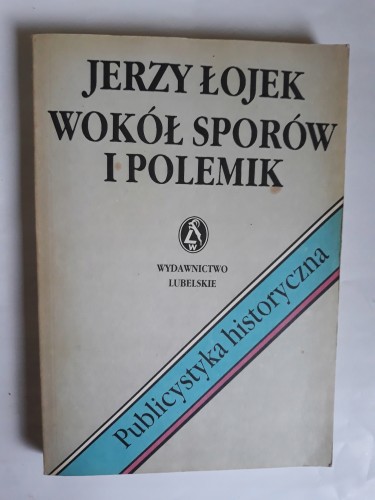 JERZY ŁOJEK
WOKÓŁ SPORÓW
I POLEMIK
W
WYDAWNICTWO
LUBELSKIE
Publicystyka historyczna